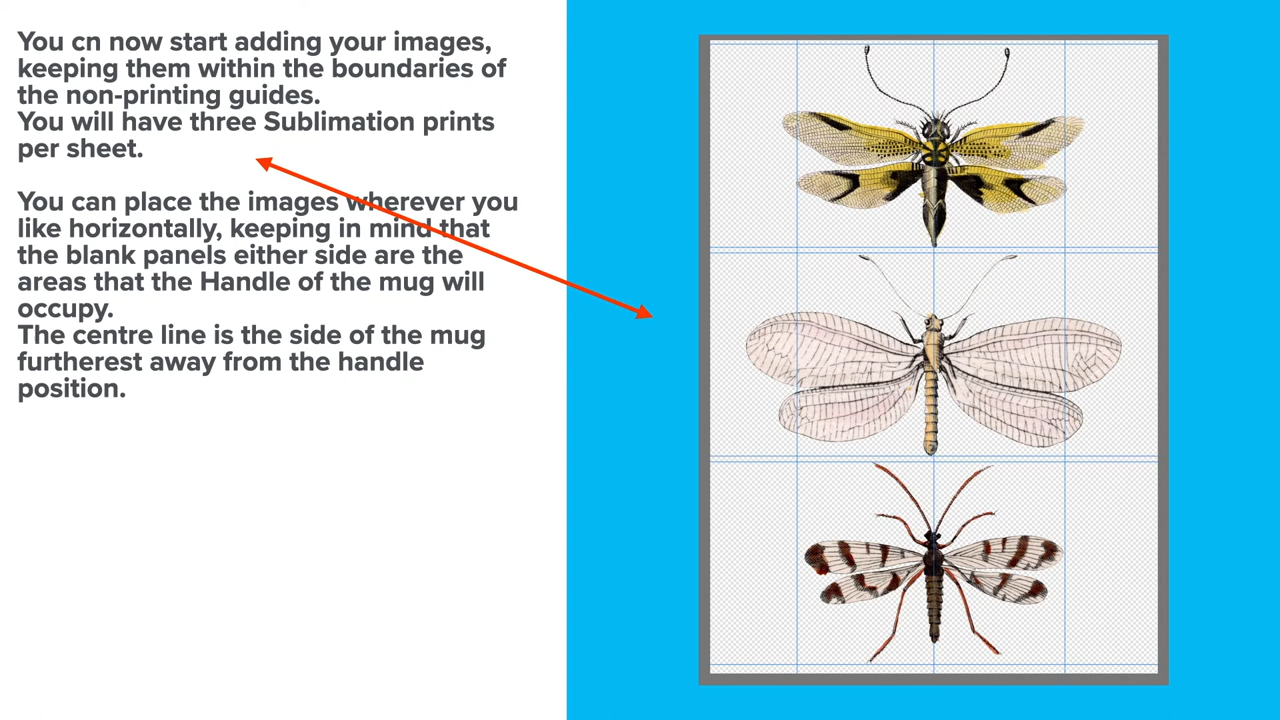 You cn now start adding your images,
keeping them within the boundaries of
the non-printing guides.
You will have three Sublimation prints
per sheet.
You can place the images wherever you
like horizontally, keeping in mind that
the blank panels either side are the
areas that the Handle of the mug will
occupy.
The centre line is the side of the mug
furtherest away from the handle
position.